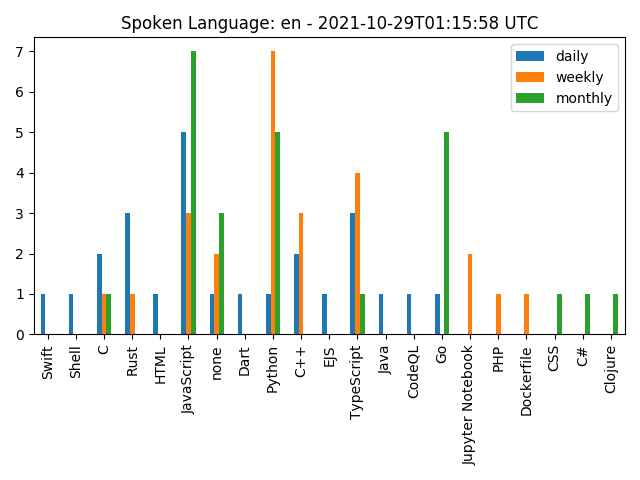 Spoken Language: en - 2021-10-29T01:15:58 UTC
daily
weekly
monthly
7
6
5
4
3
2
1
0
Swift
Shell
C
Rust
HTML
JavaScript
none
Dart
Python
C++
EJS
TypeScript
Java
CodeQL
Go
Jupyter Notebook
PHP
Dockerfile
CSS
C#
Clojure